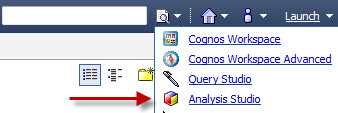 Launch
Cognos Workspace
Cognos Workspace Advanced
Query Studio
Analysis Studio